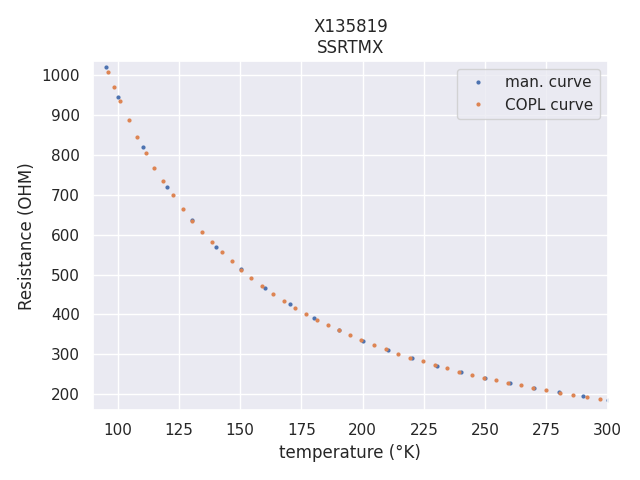 X135819
SSRTMX
man. curve
COPL curve
1000
900
800
700
600
500
400
300
200
Resistance (OHM)
100 125 150 175 200 225 250 275 300
temperature (°K)